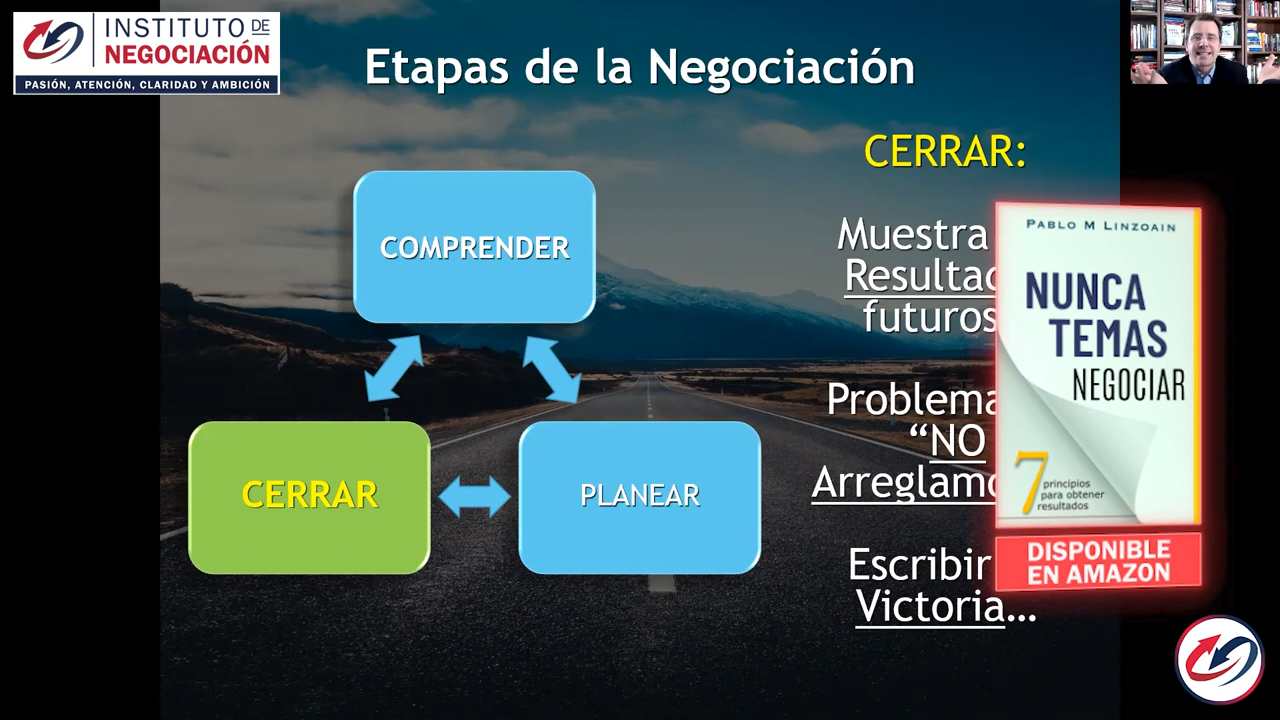 INSTITUTO DE
NEGOCIACIÓN
PASIÓN, ATENCIÓN, CLARIDAD Y AMBICIÓN
Etapas de la Negociación
COMPRENDER
CERRAR
PLANEAR
CERRAR:
Muestra
Resultad
futuros
Problema
“NO
Arreglamo
Escribir
Victoria...
PABLO M LINZOAIN
NUNCA
TEMAS
NEGOCIAR
7 principios
para obtener
resultados
DISPONIBLE
EN AMAZON